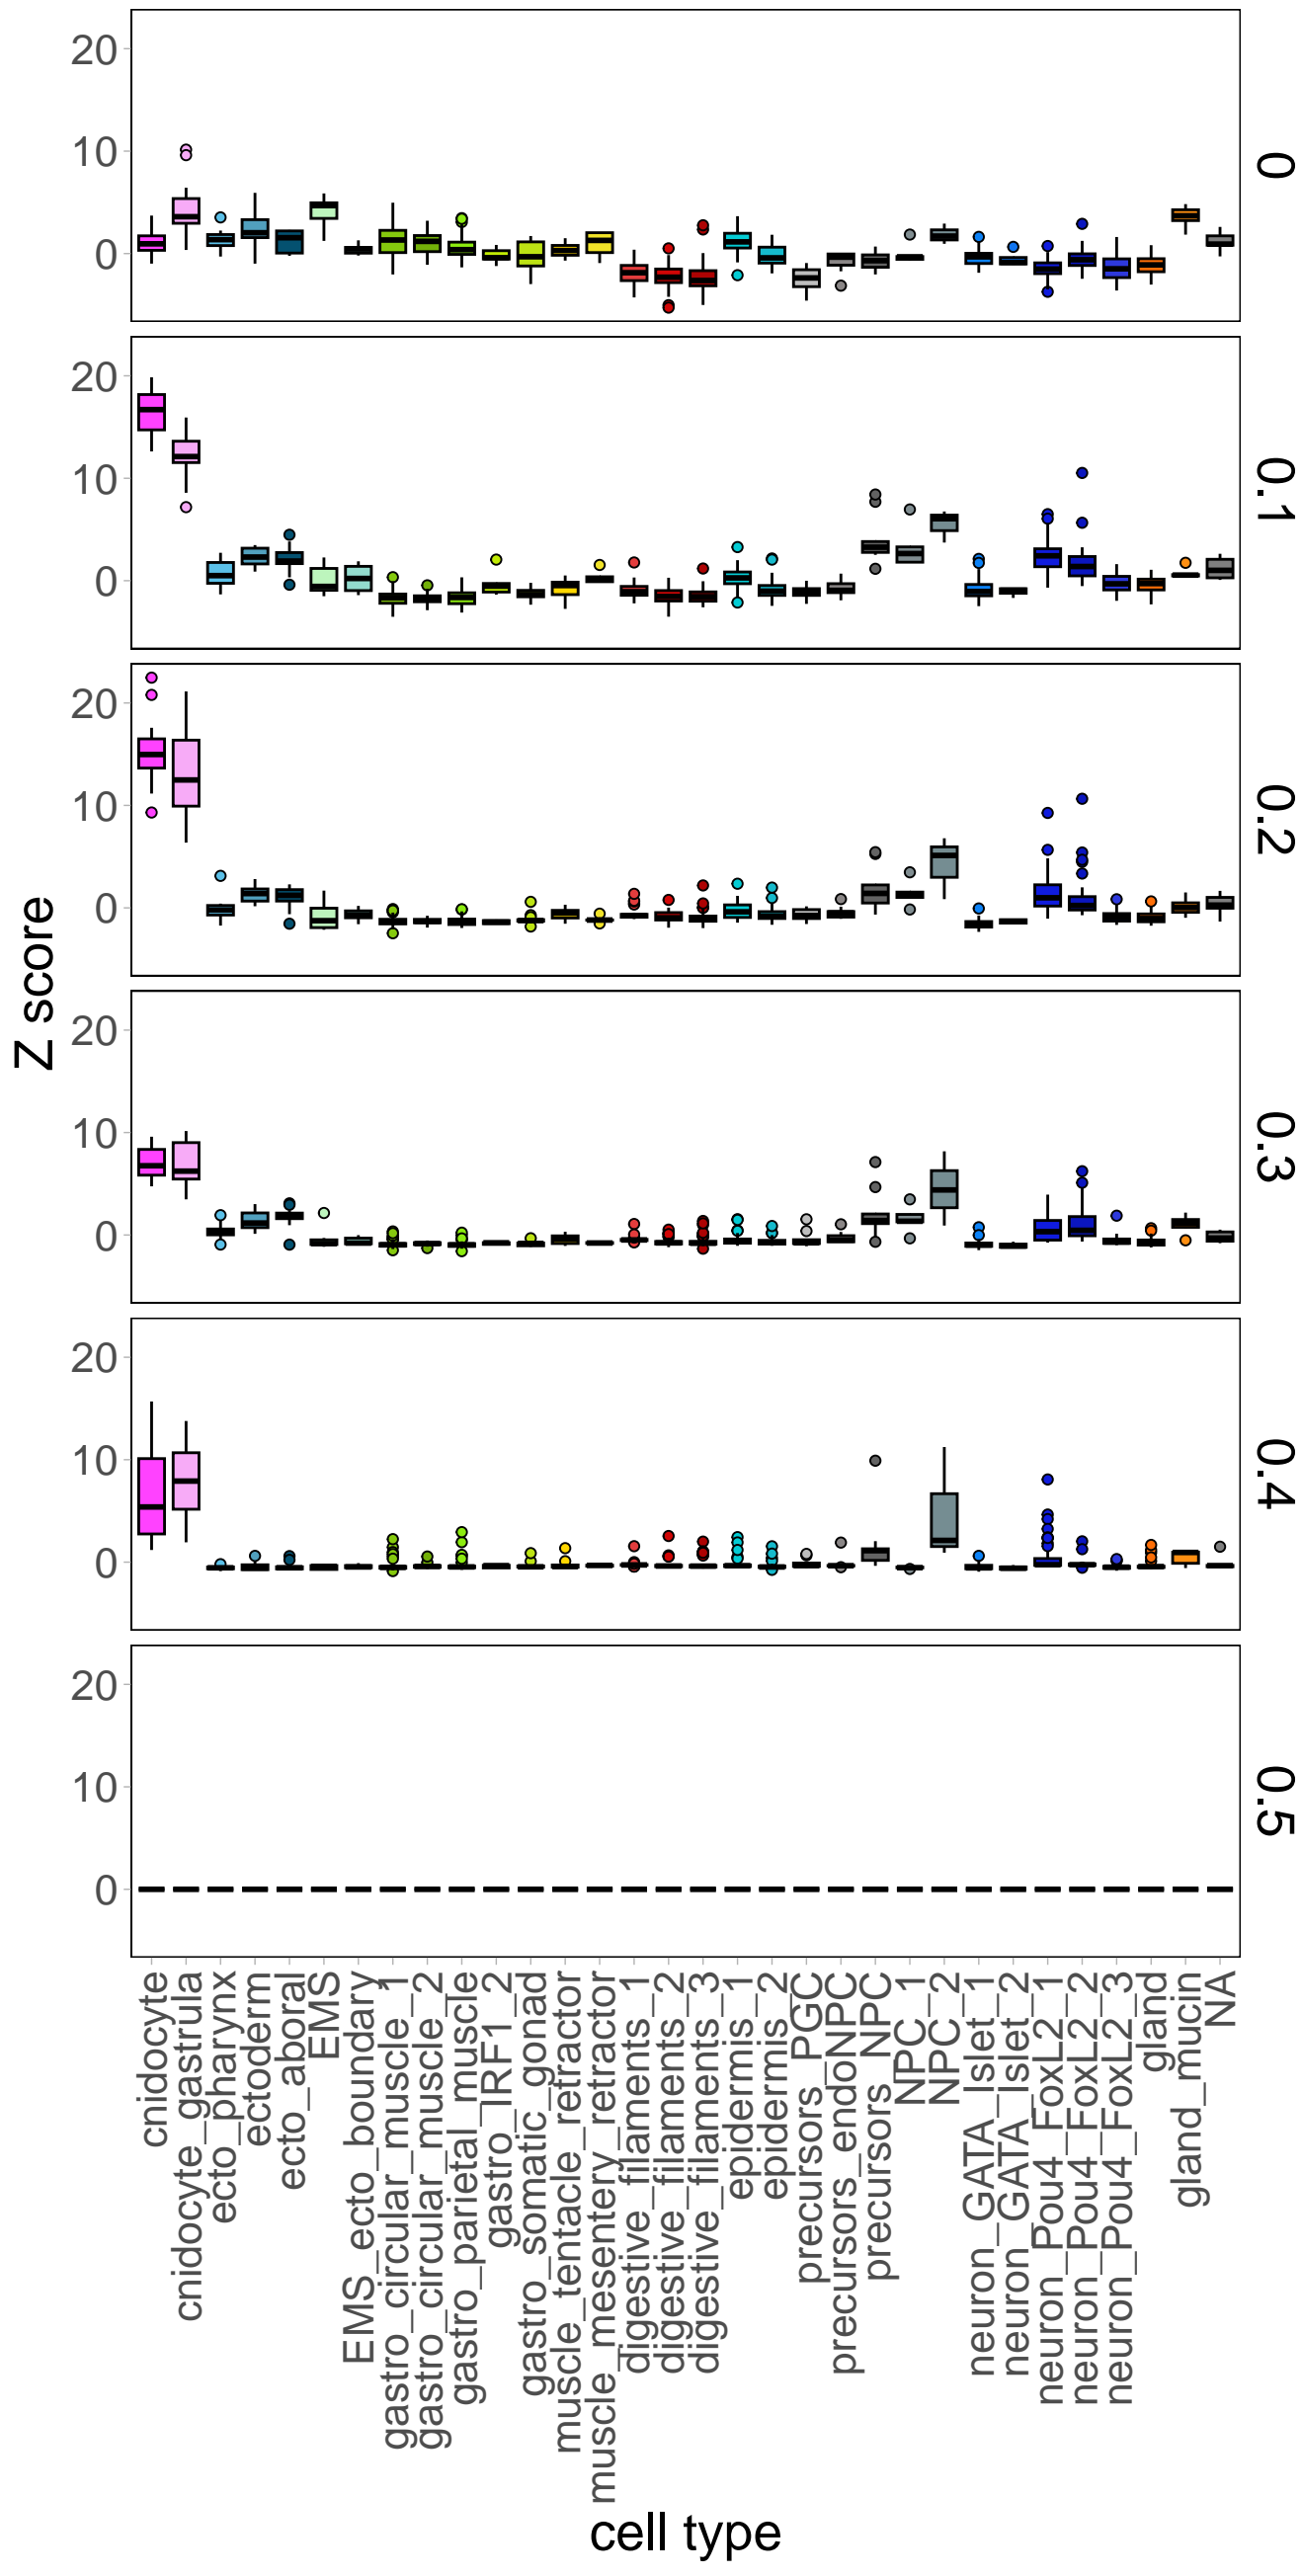 Z score
20
10
0
0
20
10
0
0.1
20
10
0
0.2
20
10
0
0.3
20
10
0
0.4
20
10
0
0.5
cnidocyte
cnidocyte_gastrula
ecto_pharynx
ectoderm
ecto_aboral
EMS
EMS_ecto_boundary
gastro_circular_muscle_1
gastro_circular_muscle_2
gastro_parietal_muscle
gastro_IRF1_2
gastro_somatic_gonad
muscle_tentacle_retractor
muscle_mesentery_retractor
digestive_filaments_1
digestive_filaments_2
digestive_filaments_3
epidermis_1
epidermis_2
precursors_PGC
precursors_endoNPC
precursors_NPC
NPC_1
NPC_2
neuron_GATA_Islet_1
neuron_GATA_Islet_2
neuron_Pou4_FoxL2_1
neuron_Pou4_FoxL2_2
neuron_Pou4_FoxL2_3
gland
gland_mucin
NA
cell type